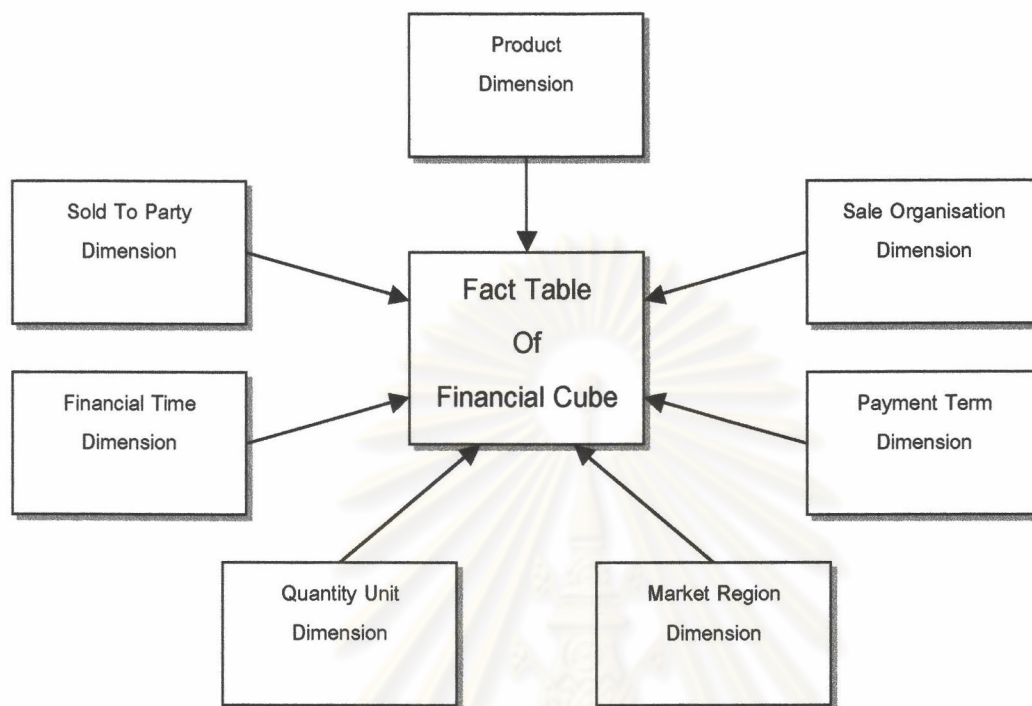 Product
Dimension
Sold To Party
Dimension
Sale Organisation
Dimension
Fact Table
Of
Financial Cube
Financial Time
Dimension
Payment Term
Dimension
Quantity Unit
Dimension
Market Region
Dimension